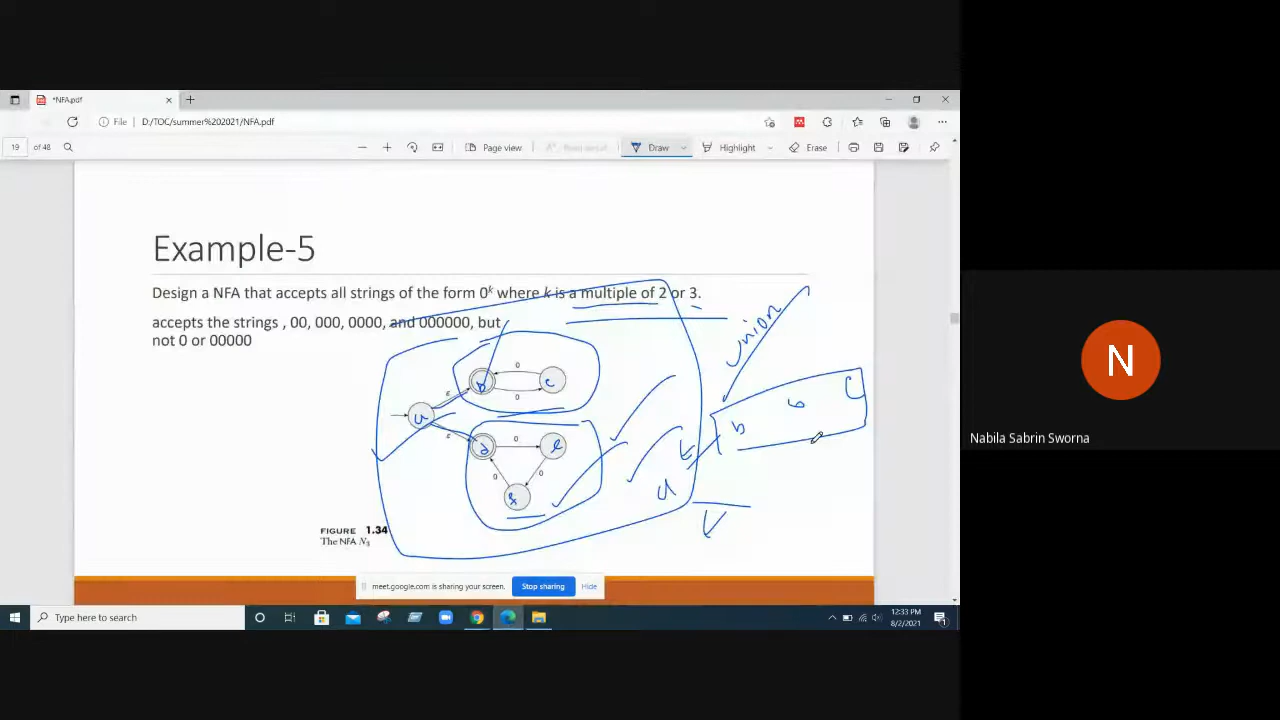 *NFA.pdf
File D:/TOC/summer%202021/NFA.pdf
19 of 48 Page view Read aloud Draw Highlight Erase
Example-5
Design a NFA that accepts all strings of the form 0ᵏ where k is a multiple of 2 or 3.
accepts the strings , 00, 000, 0000, and 000000, but
not 0 or 00000
union
0
b c
ε 0
a
ε
d 0 e
0 0
f
b b C
ε
a
FIGURE 1.34
The NFA N₃
N
Nabila Sabrin Sworna
meet.google.com is sharing your screen. Stop sharing Hide
Type here to search
12:33 PM
8/2/2021
1